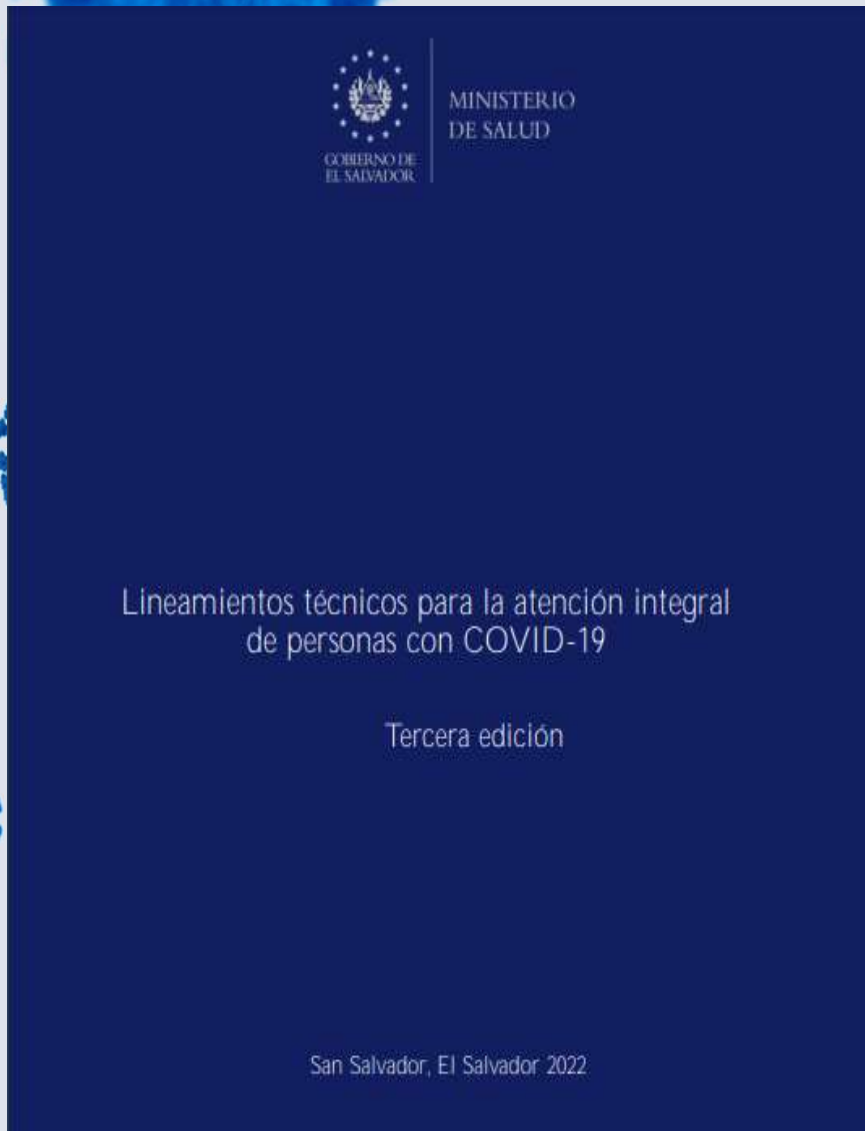 MINISTERIO
DE SALUD
GOBIERNO DE
EL SALVADOR
Lineamientos técnicos para la atención integral
de personas con COVID-19
Tercera edición
San Salvador, El Salvador 2022